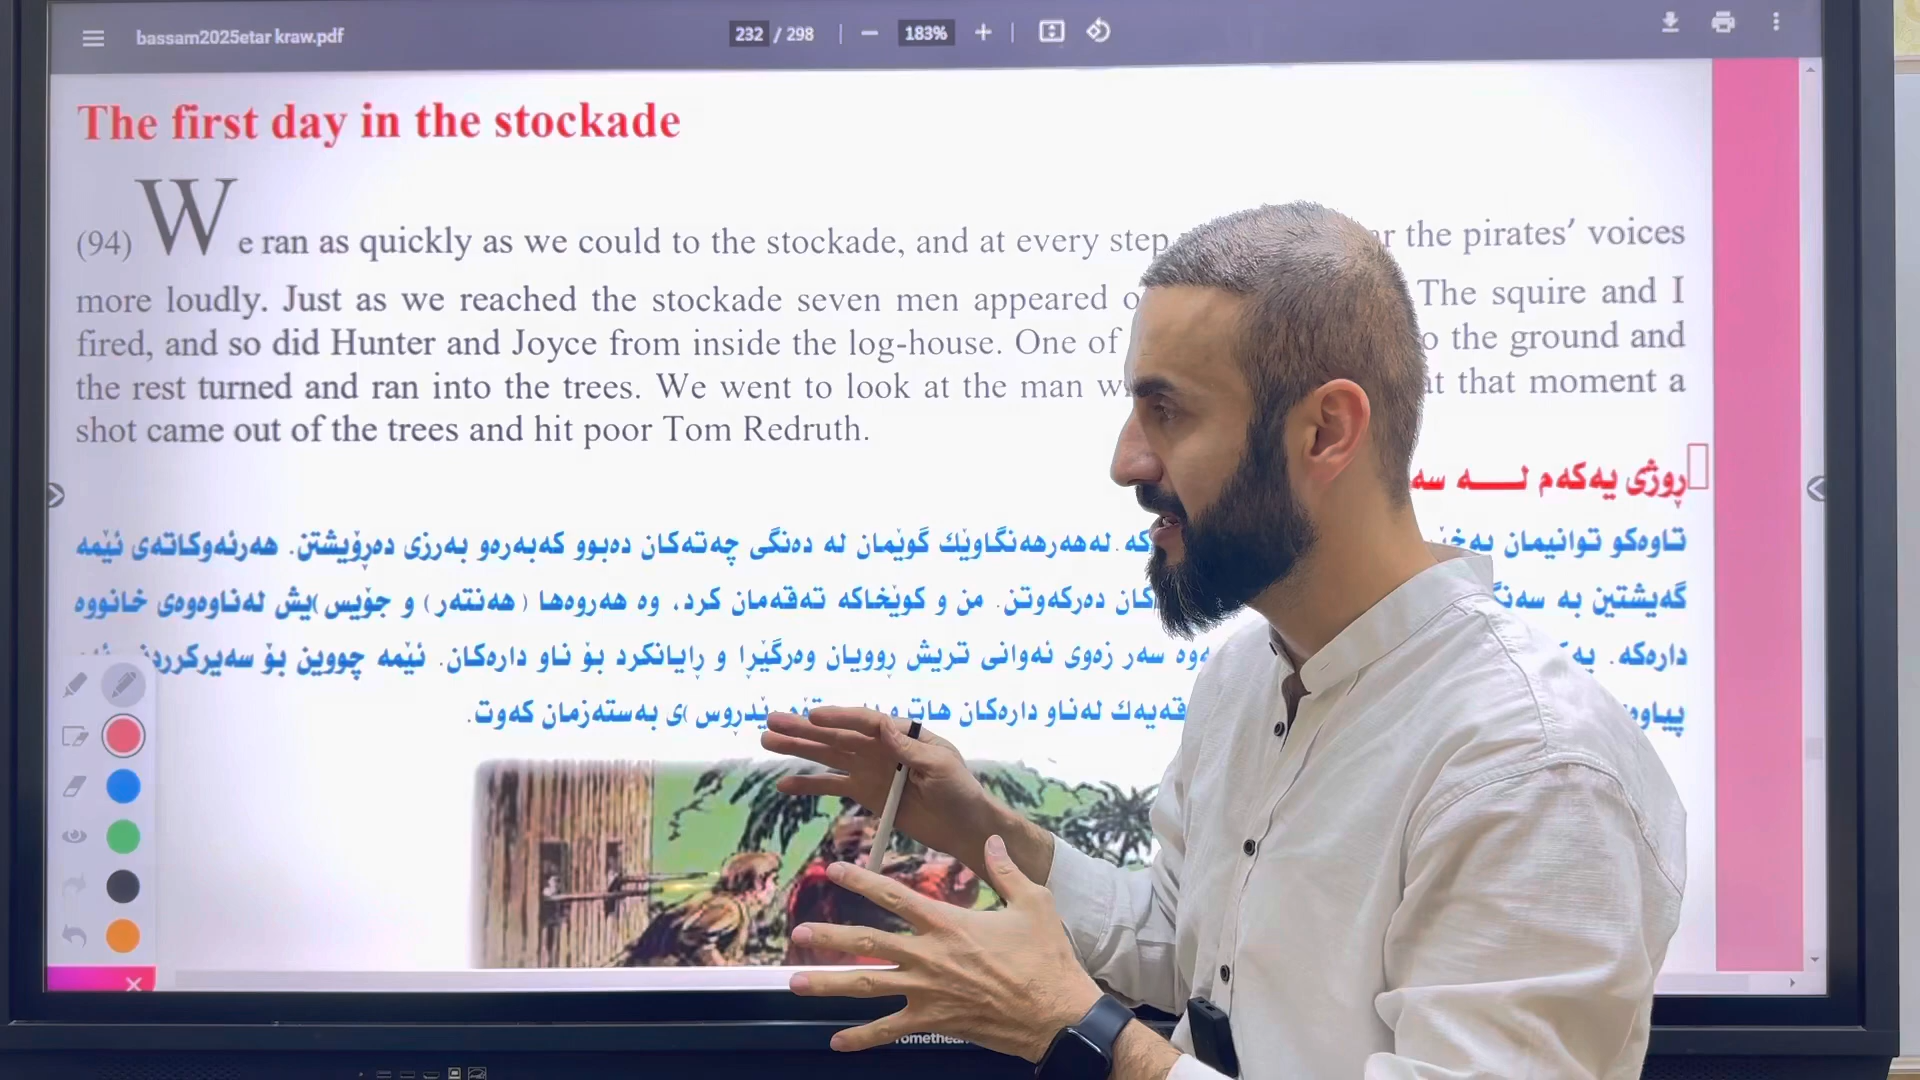 bassam2025etar kraw.pdf
232 / 298
183%
The first day in the stockade
(94) We ran as quickly as we could to the stockade, and at every step the pirates’ voices
more loudly. Just as we reached the stockade seven men appeared The squire and I
fired, and so did Hunter and Joyce from inside the log-house. One of the ground and
the rest turned and ran into the trees. We went to look at the man that moment a
shot came out of the trees and hit poor Tom Redruth.
ڕۆژی یەکەم لـــە
تاوەکو توانیمان لەهەرهەنگاوێك گوێمان لە دەنگی چەتەکان دەبوو کەبەرەو بەرزی دەڕۆیشتن. هەرئەوکاتەی ئێمە
گەیشتین بە دەرکەوتن. من و کوێخاکە تەقەمان کرد، وە هەروەها (هەنتەر) و جۆیس)یش لەناوەوەی خانووە
دارەکە. سەر زەوی ئەوانی تریش ڕوویان وەرگێڕا و ڕایانکرد بۆ ناو دارەکان. ئێمە چووین بۆ
لەناو دارەکان هات ی بەستەزمان کەوت.